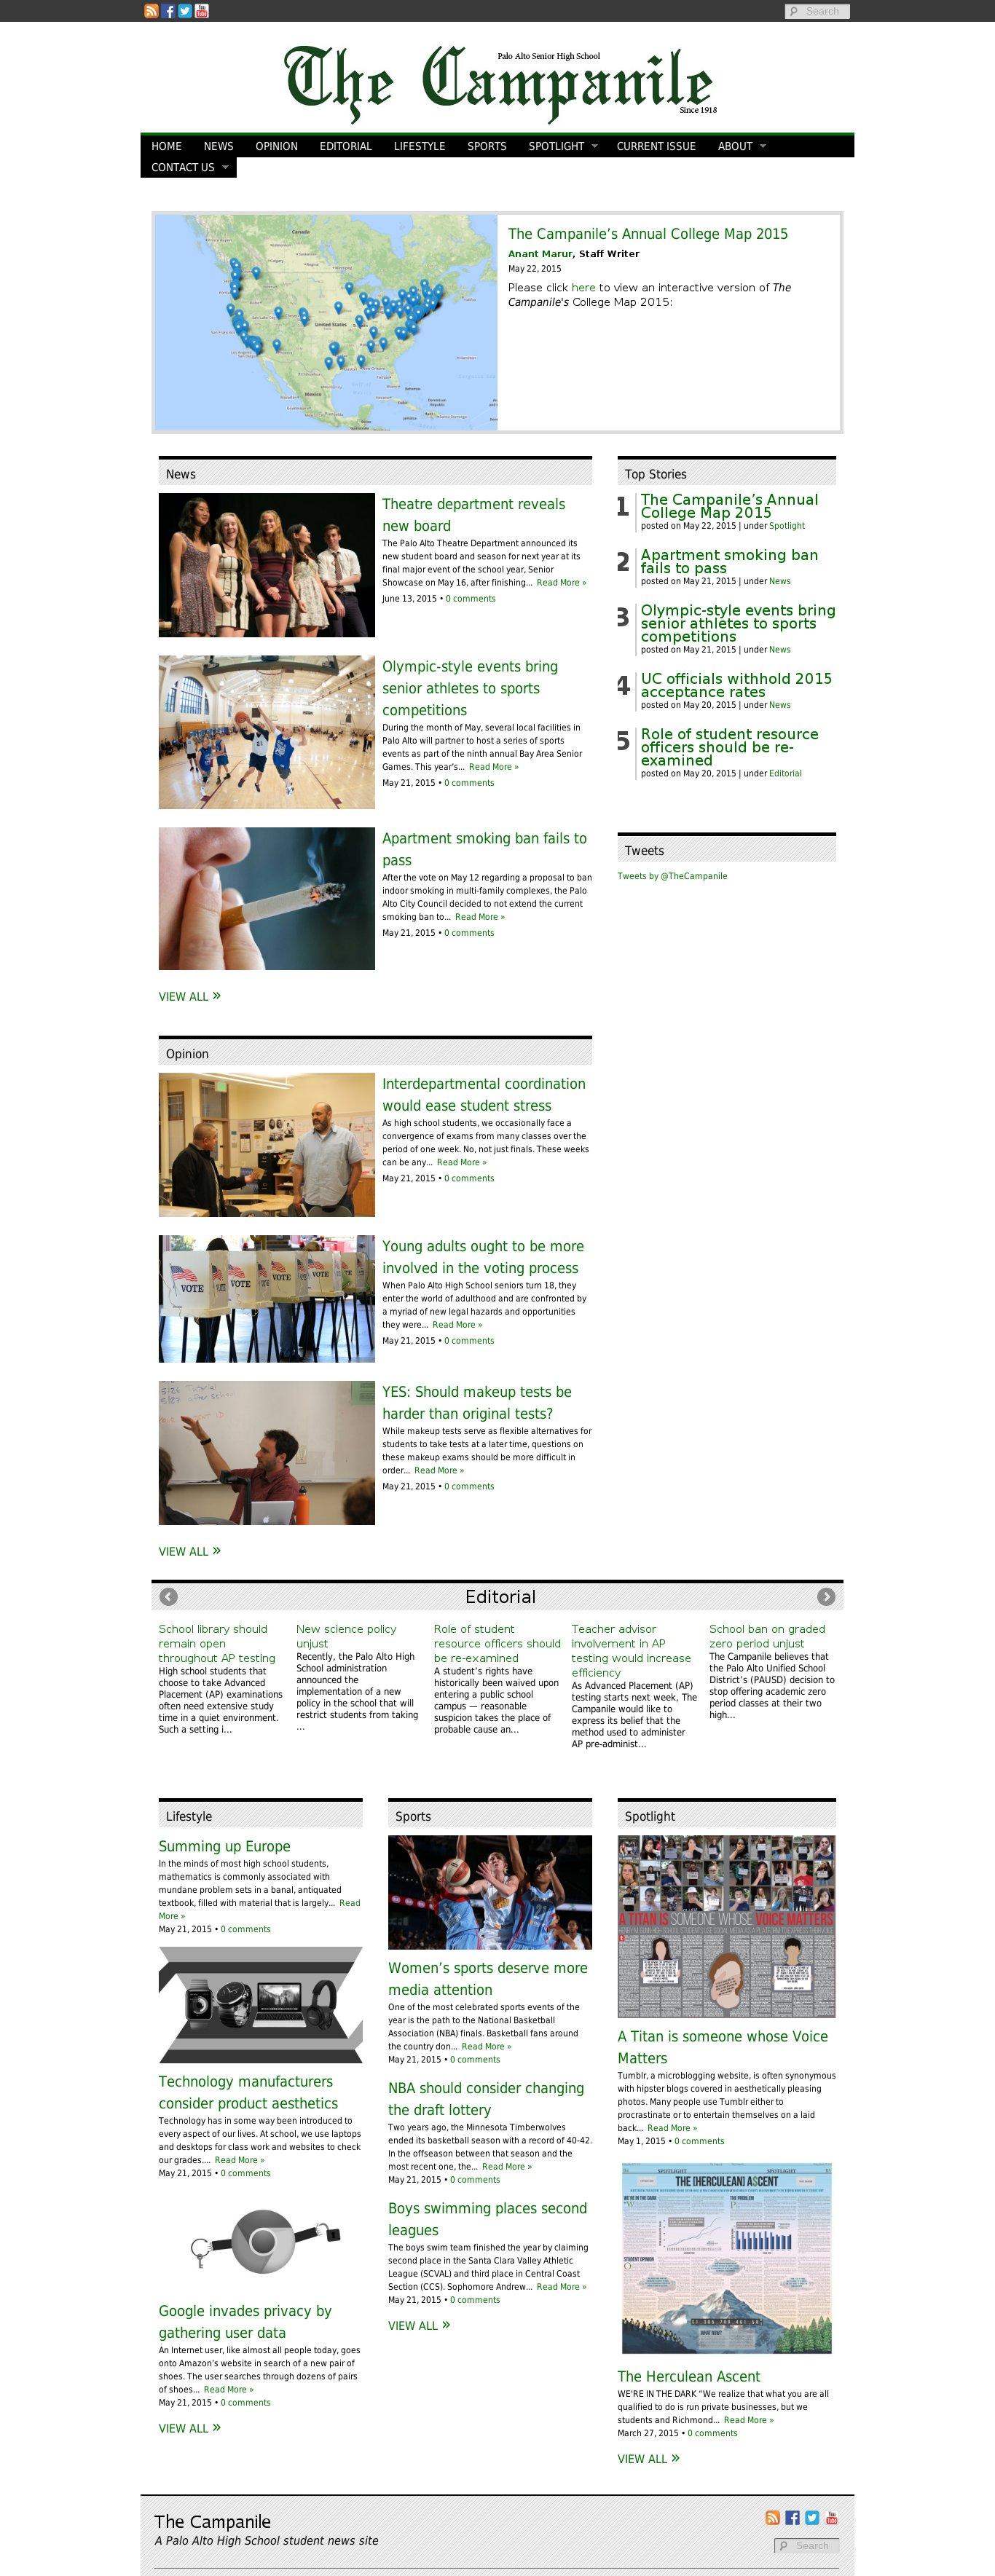 Search
The Campanile
Palo Alto Senior High School
Since 1918
HOME NEWS OPINION EDITORIAL LIFESTYLE SPORTS SPOTLIGHT CURRENT ISSUE ABOUT
CONTACT US
The Campanile’s Annual College Map 2015
Anant Marur, Staff Writer
May 22, 2015
Please click here to view an interactive version of The
Campanile's College Map 2015:
Canada
United States
Mexico
News
Theatre department reveals
new board
The Palo Alto Theatre Department announced its
new student board and season for next year at its
final major event of the school year, Senior
Showcase on May 16, after finishing... Read More »
June 13, 2015 • 0 comments
Olympic-style events bring
senior athletes to sports
competitions
During the month of May, several local facilities in
Palo Alto will partner to host a series of sports
events as part of the ninth annual Bay Area Senior
Games. This year’s... Read More »
May 21, 2015 • 0 comments
Apartment smoking ban fails to
pass
After the vote on May 12 regarding a proposal to ban
indoor smoking in multi-family complexes, the Palo
Alto City Council decided to not extend the current
smoking ban to... Read More »
May 21, 2015 • 0 comments
VIEW ALL »
Top Stories
1 The Campanile’s Annual
College Map 2015
posted on May 22, 2015 | under Spotlight
2 Apartment smoking ban
fails to pass
posted on May 21, 2015 | under News
3 Olympic-style events bring
senior athletes to sports
competitions
posted on May 21, 2015 | under News
4 UC officials withhold 2015
acceptance rates
posted on May 20, 2015 | under News
5 Role of student resource
officers should be re-
examined
posted on May 20, 2015 | under Editorial
Tweets
Tweets by @TheCampanile
Opinion
Interdepartmental coordination
would ease student stress
As high school students, we occasionally face a
convergence of exams from many classes over the
period of one week. No, not just finals. These weeks
can be any... Read More »
May 21, 2015 • 0 comments
VOTE VOTE VOTE VOTE VOTE
Young adults ought to be more
involved in the voting process
When Palo Alto High School seniors turn 18, they
enter the world of adulthood and are confronted by
a myriad of new legal hazards and opportunities
they were... Read More »
May 21, 2015 • 0 comments
YES: Should makeup tests be
harder than original tests?
While makeup tests serve as flexible alternatives for
students to take tests at a later time, questions on
these makeup exams should be more difficult in
order... Read More »
May 21, 2015 • 0 comments
VIEW ALL »
Editorial
School library should
remain open
throughout AP testing
High school students that
choose to take Advanced
Placement (AP) examinations
often need extensive study
time in a quiet environment.
Such a setting i...
New science policy
unjust
Recently, the Palo Alto High
School administration
announced the
implementation of a new
policy in the school that will
restrict students from taking
...
Role of student
resource officers should
be re-examined
A student’s rights have
historically been waived upon
entering a public school
campus — reasonable
suspicion takes the place of
probable cause an...
Teacher advisor
involvement in AP
testing would increase
efficiency
As Advanced Placement (AP)
testing starts next week, The
Campanile would like to
express its belief that the
method used to administer
AP pre-administ...
School ban on graded
zero period unjust
The Campanile believes that
the Palo Alto Unified School
District’s (PAUSD) decision to
stop offering academic zero
period classes at their two
high...
Lifestyle
Summing up Europe
In the minds of most high school students,
mathematics is commonly associated with
mundane problem sets in a banal, antiquated
textbook, filled with material that is largely... Read
More »
May 21, 2015 • 0 comments
Technology manufacturers
consider product aesthetics
Technology has in some way been introduced to
every aspect of our lives. At school, we use laptops
and desktops for class work and websites to check
our grades.... Read More »
May 21, 2015 • 0 comments
Google invades privacy by
gathering user data
An Internet user, like almost all people today, goes
onto Amazon’s website in search of a new pair of
shoes. The user searches through dozens of pairs
of shoes... Read More »
May 21, 2015 • 0 comments
VIEW ALL »
Sports
Women’s sports deserve more
media attention
One of the most celebrated sports events of the
year is the path to the National Basketball
Association (NBA) finals. Basketball fans around
the country don... Read More »
May 21, 2015 • 0 comments
NBA should consider changing
the draft lottery
Two years ago, the Minnesota Timberwolves
ended its basketball season with a record of 40-42.
In the offseason between that season and the
most recent one, the... Read More »
May 21, 2015 • 0 comments
Boys swimming places second
leagues
The boys swim team finished the year by claiming
second place in the Santa Clara Valley Athletic
League (SCVAL) and third place in Central Coast
Section (CCS). Sophomore Andrew... Read More »
May 21, 2015 • 0 comments
VIEW ALL »
Spotlight
A TITAN IS SOMEONE WHOSE VOICE MATTERS
A Titan is someone whose Voice
Matters
Tumblr, a microblogging website, is often synonymous
with hipster blogs covered in aesthetically pleasing
photos. Many people use Tumblr either to
procrastinate or to entertain themselves on a laid
back... Read More »
May 1, 2015 • 0 comments
SPOTLIGHT SPOTLIGHT
THE (HERCULEAN) ASCENT
WE'RE IN THE DARK
THE PROBLEM
STUDENT OPINION
WHAT NOW?
The Herculean Ascent
WE’RE IN THE DARK “We realize that what you are all
qualified to do is run private businesses, but we
students and Richmond... Read More »
March 27, 2015 • 0 comments
VIEW ALL »
The Campanile
A Palo Alto High School student news site
Search